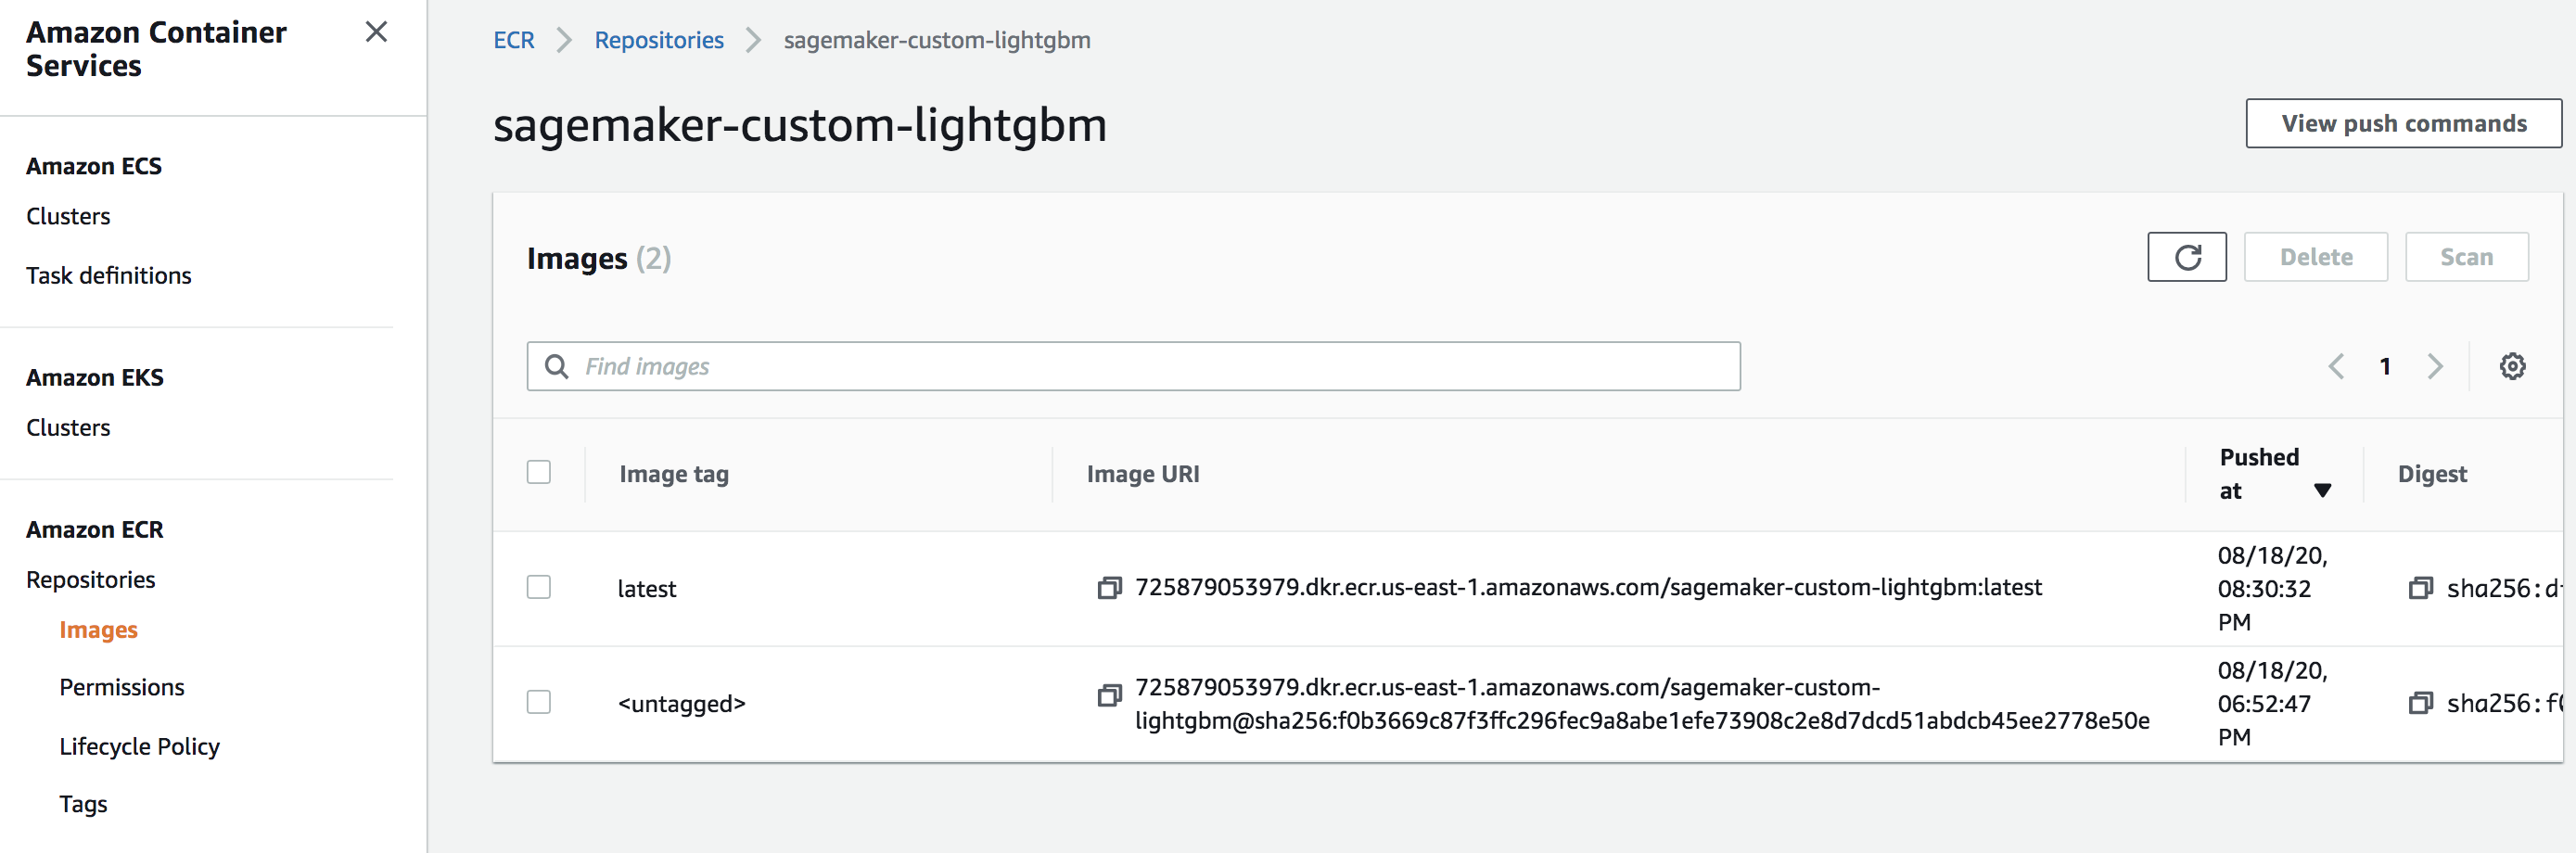 Amazon Container
Services
Amazon ECS
Clusters
Task definitions
Amazon EKS
Clusters
Amazon ECR
Repositories
Images
Permissions
Lifecycle Policy
Tags
ECR Repositories sagemaker-custom-lightgbm
sagemaker-custom-lightgbm
View push commands
Images (2)
Delete Scan
Find images
1
Image tag Image URI Pushed at Digest
latest
725879053979.dkr.ecr.us-east-1.amazonaws.com/sagemaker-custom-lightgbm:latest
08/18/20,
08:30:32
PM
sha256:d
<untagged>
725879053979.dkr.ecr.us-east-1.amazonaws.com/sagemaker-custom-
lightgbm@sha256:f0b3669c87f3ffc296fec9a8abe1efe73908c2e8d7dcd51abdcb45ee2778e50e
08/18/20,
06:52:47
PM
sha256:f